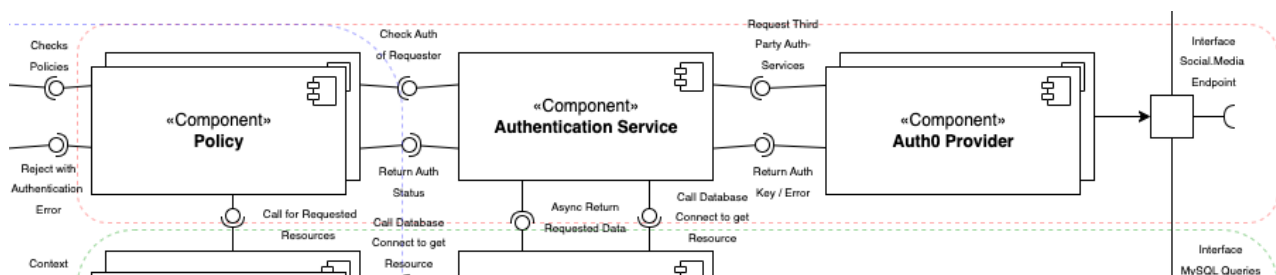 Checks
Policies
Check Auth
of Requester
Request Third
Party Auth-
Services
Interface
Social.Media
Endpoint
«Component»
Policy
«Component»
Authentication Service
«Component»
Auth0 Provider
Reject with
Authentication
Error
Return Auth
Status
Return Auth
Key / Error
Call for Requested
Resources
Call Database
Connect to get
Resource
Async Return
Requested Data
Call Database
Connect to get
Resource
Context
Interface
MySQL Queries